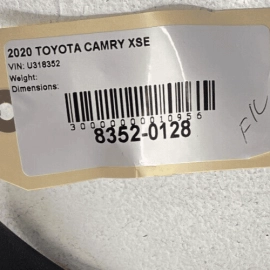 2020 TOYOTA CAMRY XSE
VIN: U318352
Weight:
Dimensions:
3000000010956
8352-0128